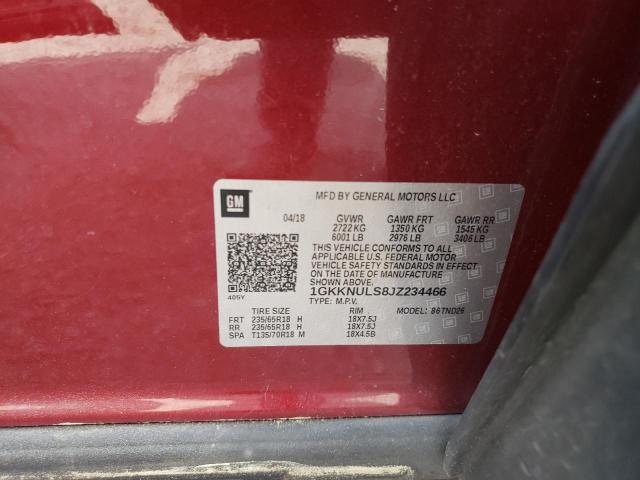 GM
MFD BY GENERAL MOTORS LLC
04/18 GVWR GAWR FRT GAWR RR
2722 KG 1350 KG 1545 KG
6001 LB 2976 LB 3406 LB
THIS VEHICLE CONFORMS TO ALL APPLICABLE
U.S. FEDERAL MOTOR
VEHICLE SAFETY STANDARDS IN EFFECT
ON THE DATE OF MANUFACTURE
SHOWN ABOVE.
1GKKNULS8JZ234466
405Y TYPE: M.P.V. MODEL: 86TND26
TIRE SIZE RIM
FRT 235/65R18 H 18X7.5J
RR 235/65R18 H 18X7.5J
SPA T135/70R18 M 18X4.5B